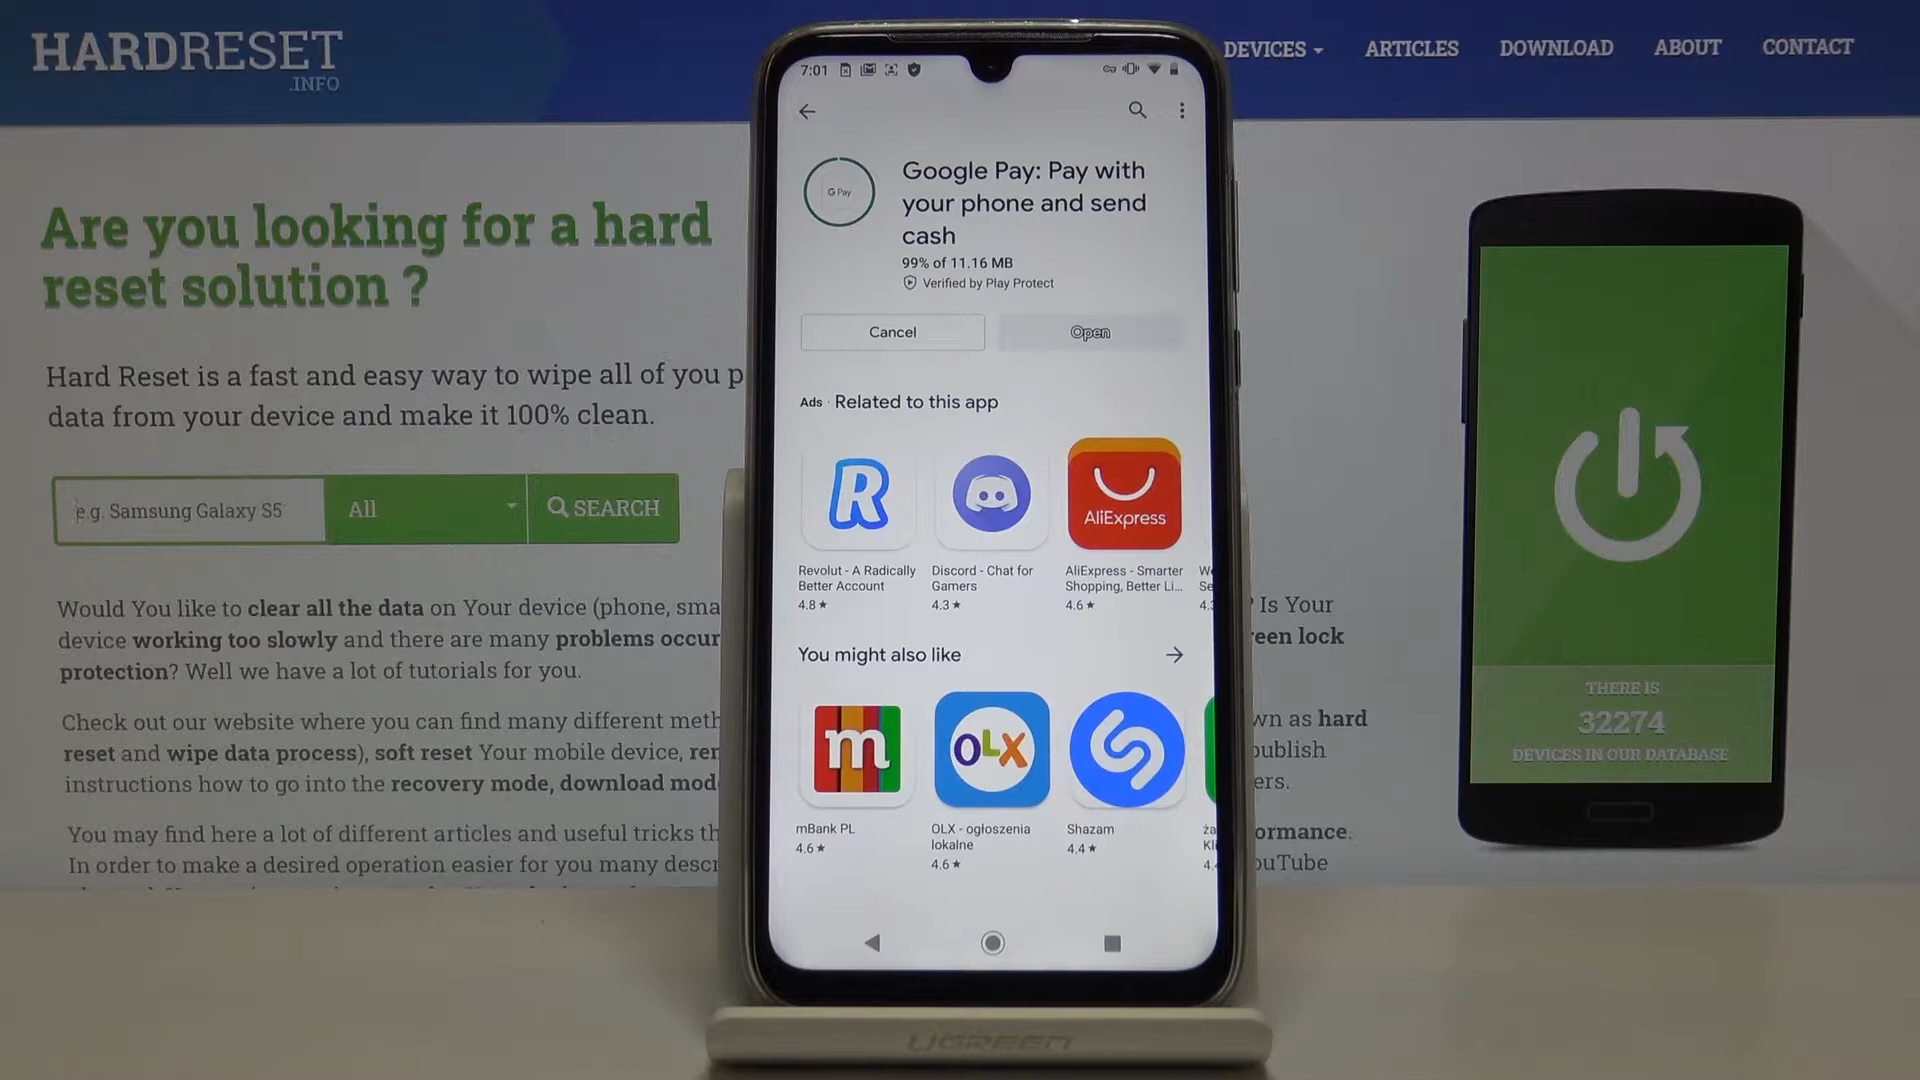 HARDRESET
.INFO
DEVICES
ARTICLES
DOWNLOAD
ABOUT
CONTACT
Are you looking for a hard
reset solution ?
Hard Reset is a fast and easy way to wipe all of you p
data from your device and make it 100% clean.
e.g. Samsung Galaxy S5
All
SEARCH
Would You like to clear all the data on Your device (phone, sma
device working too slowly and there are many problems occur
protection? Well we have a lot of tutorials for you.
Check out our website where you can find many different meth
reset and wipe data process), soft reset Your mobile device, ren
instructions how to go into the recovery mode, download mod
You may find here a lot of different articles and useful tricks th
In order to make a desired operation easier for you many descr
7:01
Google Pay: Pay with
your phone and send
cash
G Pay
99% of 11.16 MB
Verified by Play Protect
Cancel
Open
Ads · Related to this app
AliExpress
Revolut - A Radically
Better Account
4.8 ★
Discord - Chat for
Gamers
4.3 ★
AliExpress - Smarter
Shopping, Better Li...
4.6 ★
You might also like
m
OLX
mBank PL
4.6 ★
OLX - ogłoszenia
lokalne
4.6 ★
Shazam
4.4 ★
? Is Your
een lock
wn as hard
publish
ers.
ormance.
ouTube
THERE IS
32274
DEVICES IN OUR DATABASE
UGREEN